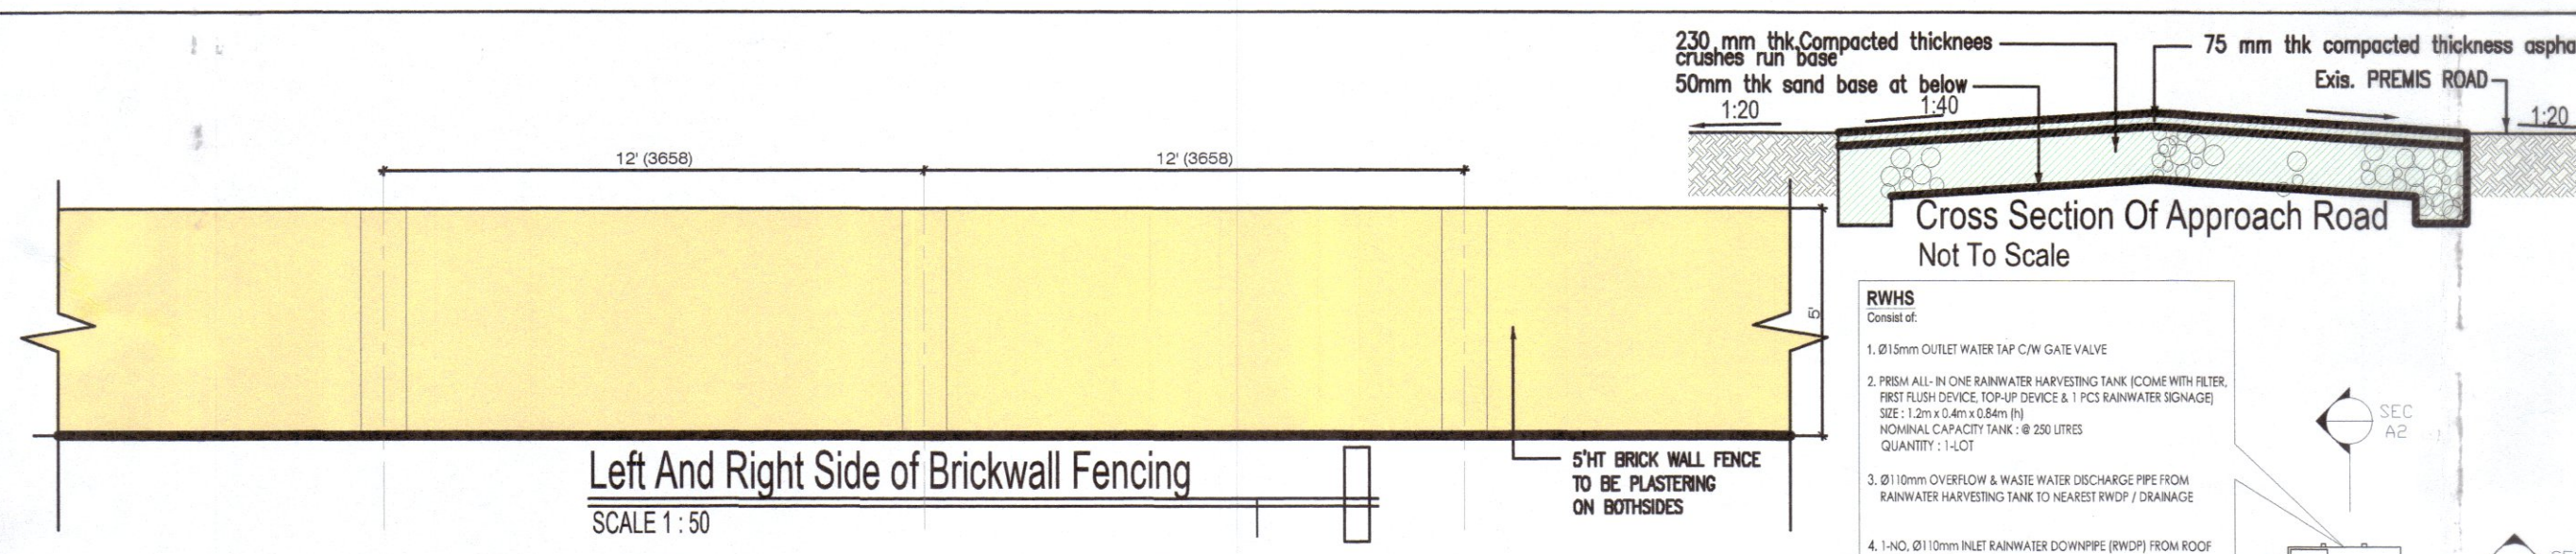 230 mm thk.Compacted thicknees
crushes run base
50mm thk sand base at below
75 mm thk compacted thickness
Exis. PREMIS ROAD
1:20
1:40
1:20
12' (3658)
12' (3658)
5'
Cross Section Of Approach Road
Not To Scale
RWHS
Consist of:
1. Ø15mm OUTLET WATER TAP C/W GATE VALVE
2. PRISM ALL- IN ONE RAINWATER HARVESTING TANK (COME WITH FILTER,
FIRST FLUSH DEVICE, TOP-UP DEVICE & 1 PCS RAINWATER SIGNAGE)
SIZE : 1.2m x 0.4m x 0.84m (h)
NOMINAL CAPACITY TANK : @ 250 LITRES
QUANTITY : 1-LOT
3. Ø110mm OVERFLOW & WASTE WATER DISCHARGE PIPE FROM
RAINWATER HARVESTING TANK TO NEAREST RWDP / DRAINAGE
4. 1-NO, Ø110mm INLET RAINWATER DOWNPIPE (RWDP) FROM ROOF
SEC
A2
Left And Right Side of Brickwall Fencing
SCALE 1 : 50
5'HT BRICK WALL FENCE
TO BE PLASTERING
ON BOTHSIDES